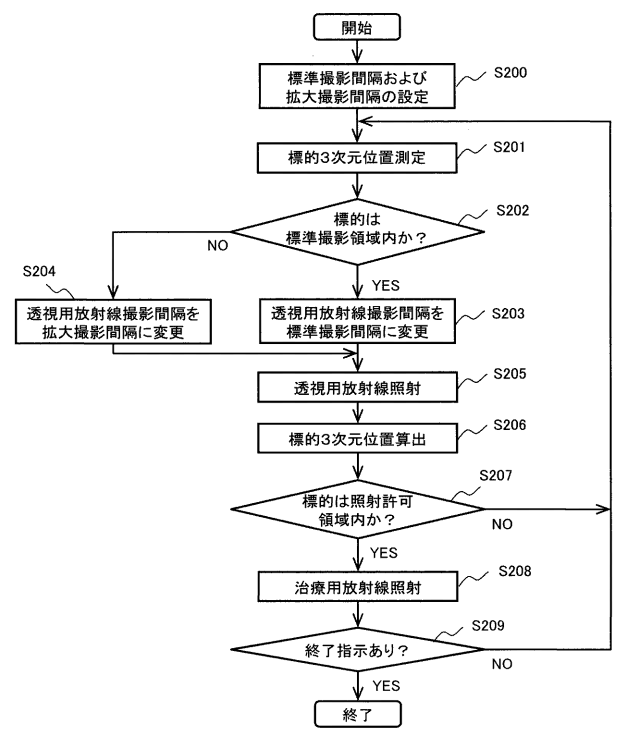 開始
標準撮影間隔および
拡大撮影間隔の設定
S200
標的3次元位置測定
S201
標的は
標準撮影領域内か？
S202
NO
YES
S204
透視用放射線撮影間隔を
拡大撮影間隔に変更
透視用放射線撮影間隔を
標準撮影間隔に変更
S203
透視用放射線照射
S205
標的3次元位置算出
S206
標的は照射許可
領域内か？
S207
NO
YES
治療用放射線照射
S208
終了指示あり？
S209
NO
YES
終了